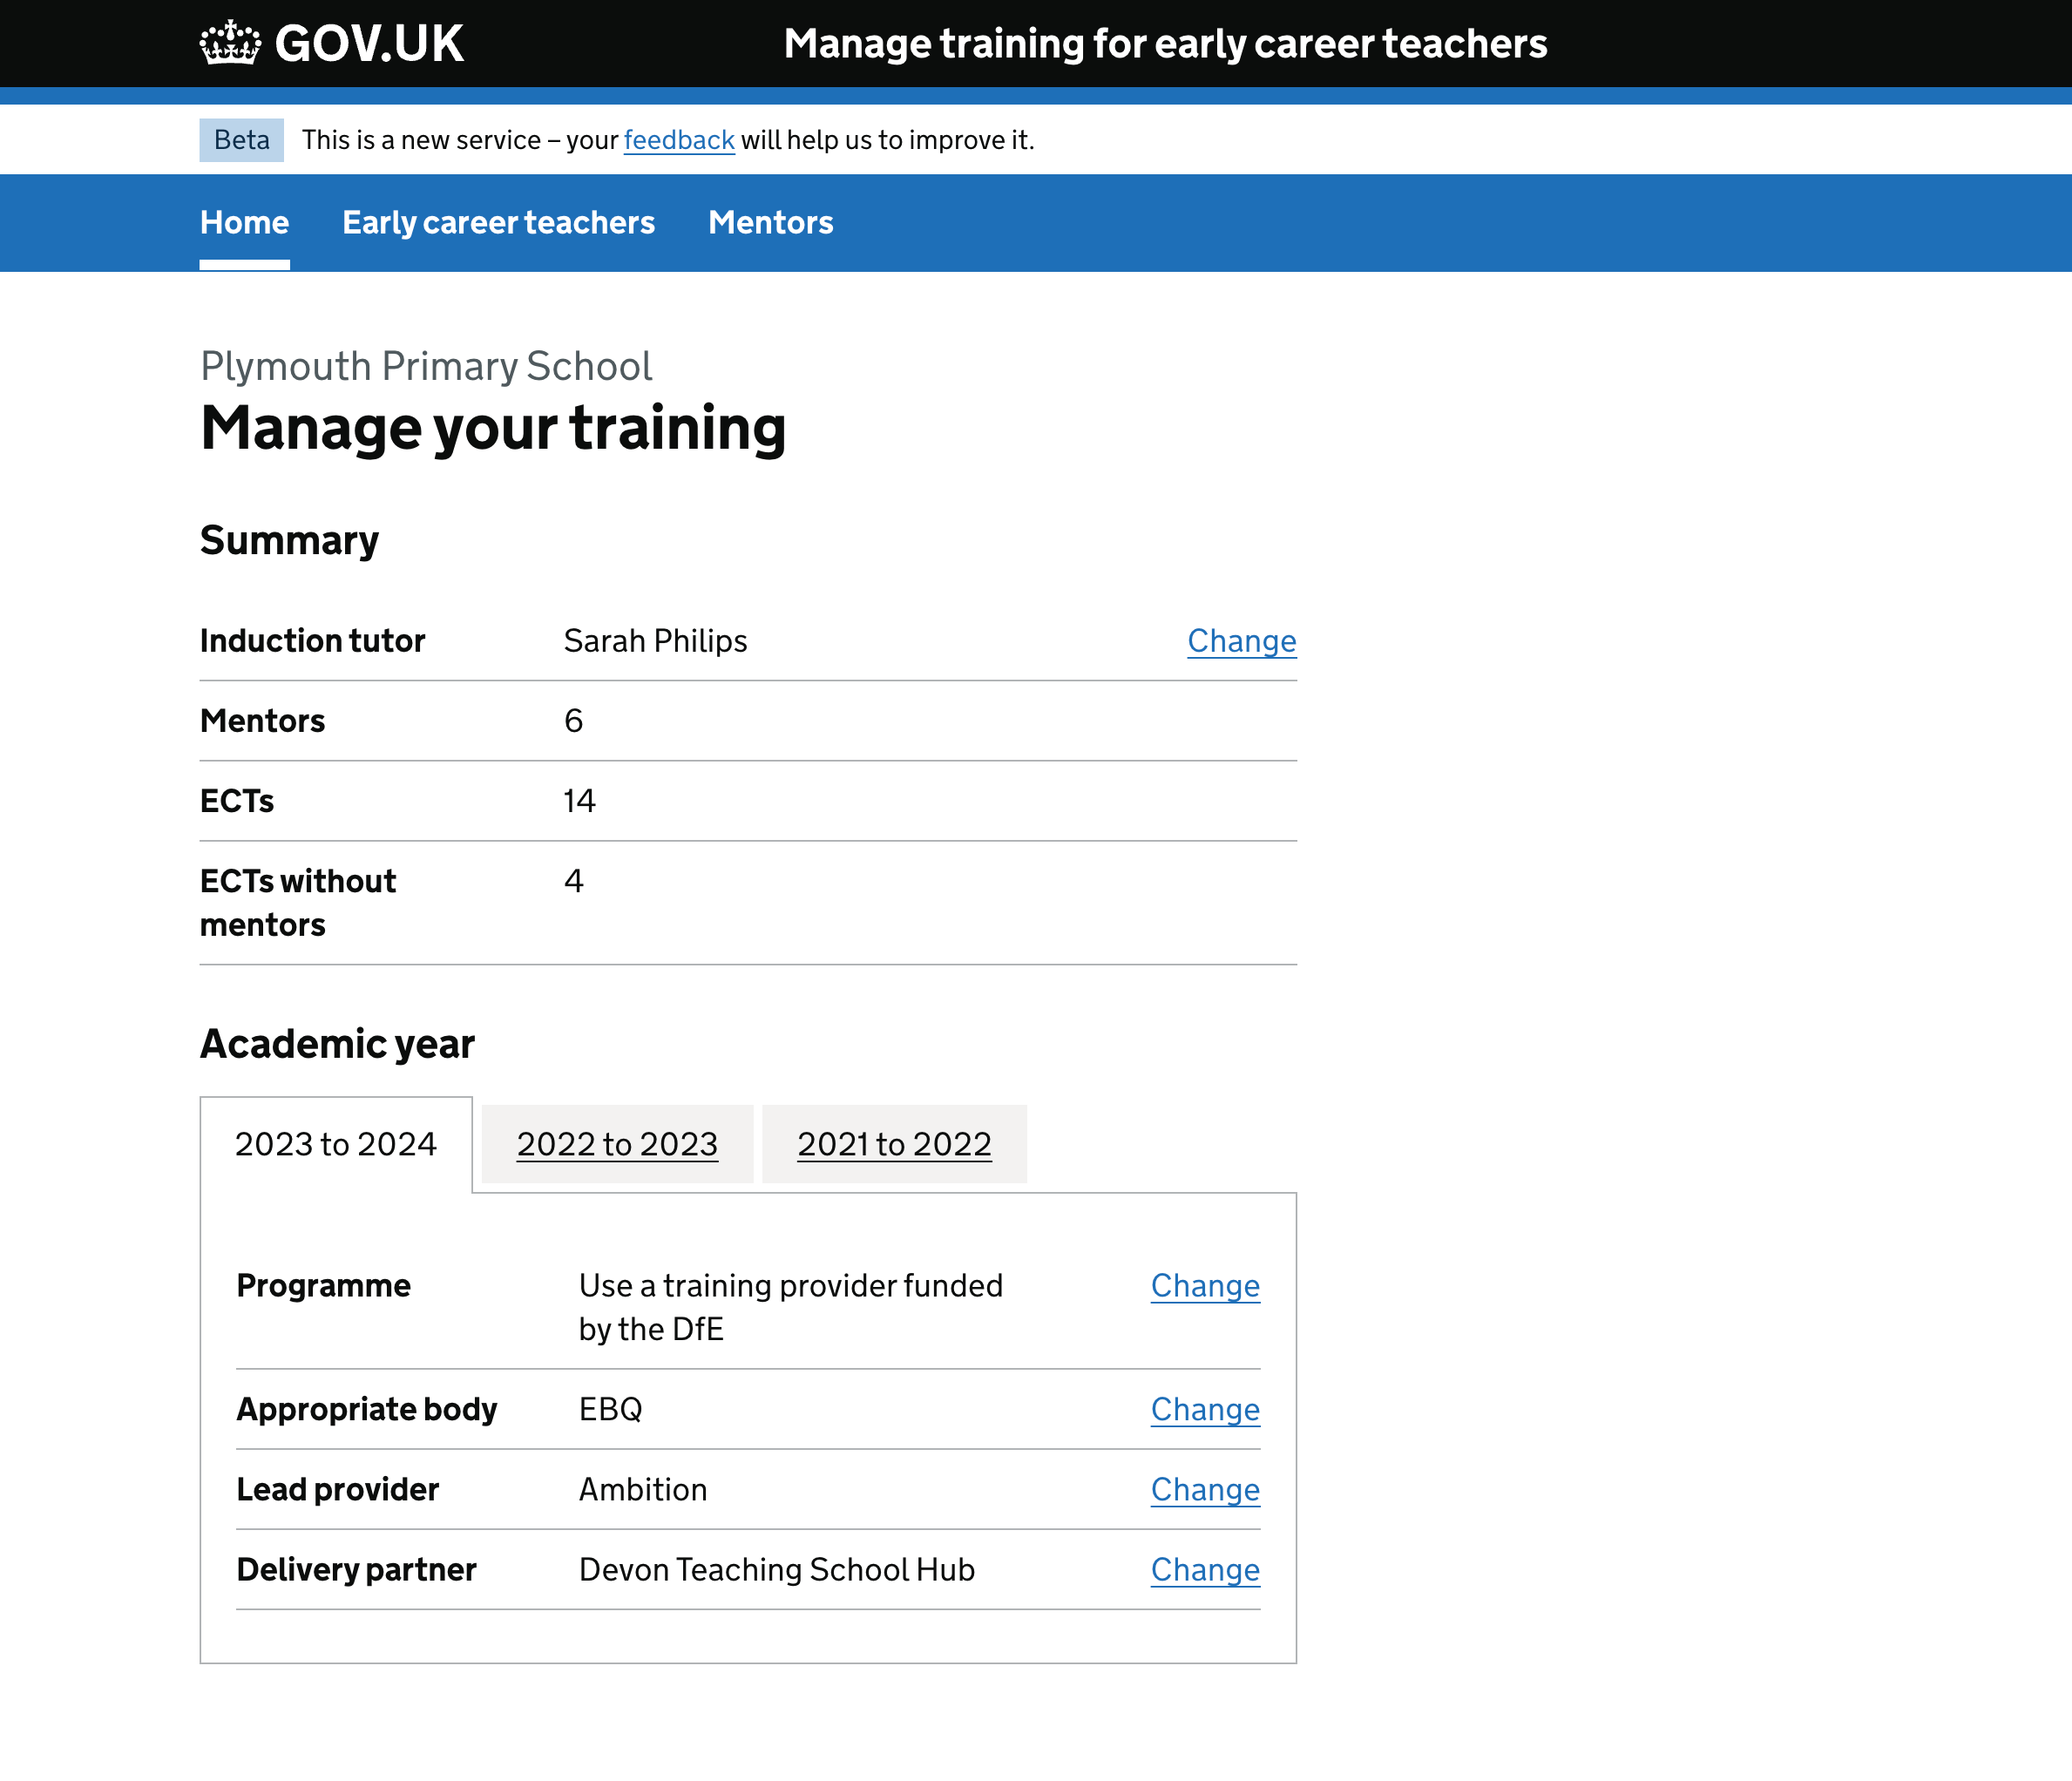 GOV.UK
Manage training for early career teachers
Beta
This is a new service – your feedback will help us to improve it.
Home
Early career teachers
Mentors
Plymouth Primary School
Manage your training
Summary
Induction tutor
Sarah Philips
Change
Mentors
6
ECTs
14
ECTs without
mentors
4
Academic year
2023 to 2024
2022 to 2023
2021 to 2022
Programme
Use a training provider funded
by the DfE
Change
Appropriate body
EBQ
Change
Lead provider
Ambition
Change
Delivery partner
Devon Teaching School Hub
Change